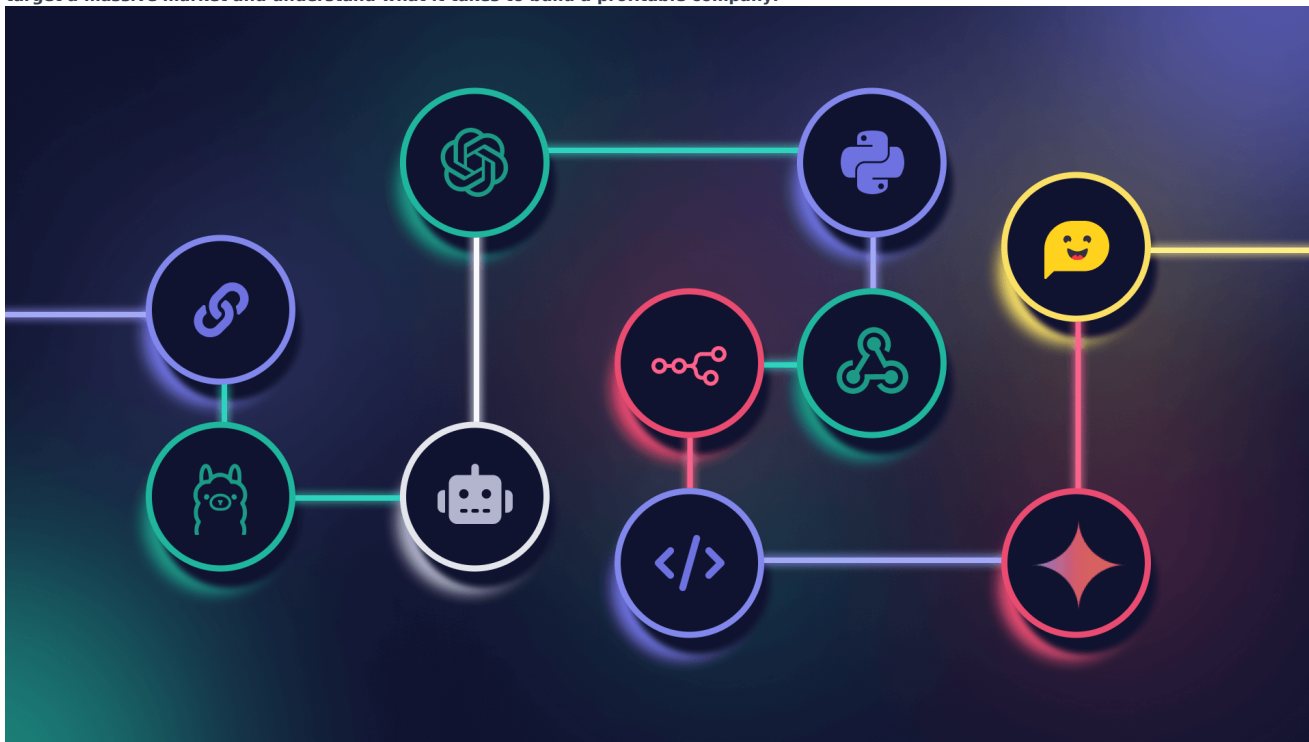 target a massive market and understand what it takes to build a profitable company.